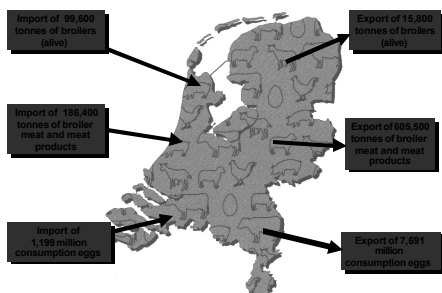 Import of 99,600
tonnes of broilers
(alive)
Export of 15,800
tonnes of broilers
(alive)
Import of 186,400
tonnes of broiler
meat and meat
products
Export of 605,500
tonnes of broiler
meat and meat
products
Import of
1,199 million
consumption eggs
Export of 7,691
million
consumption eggs